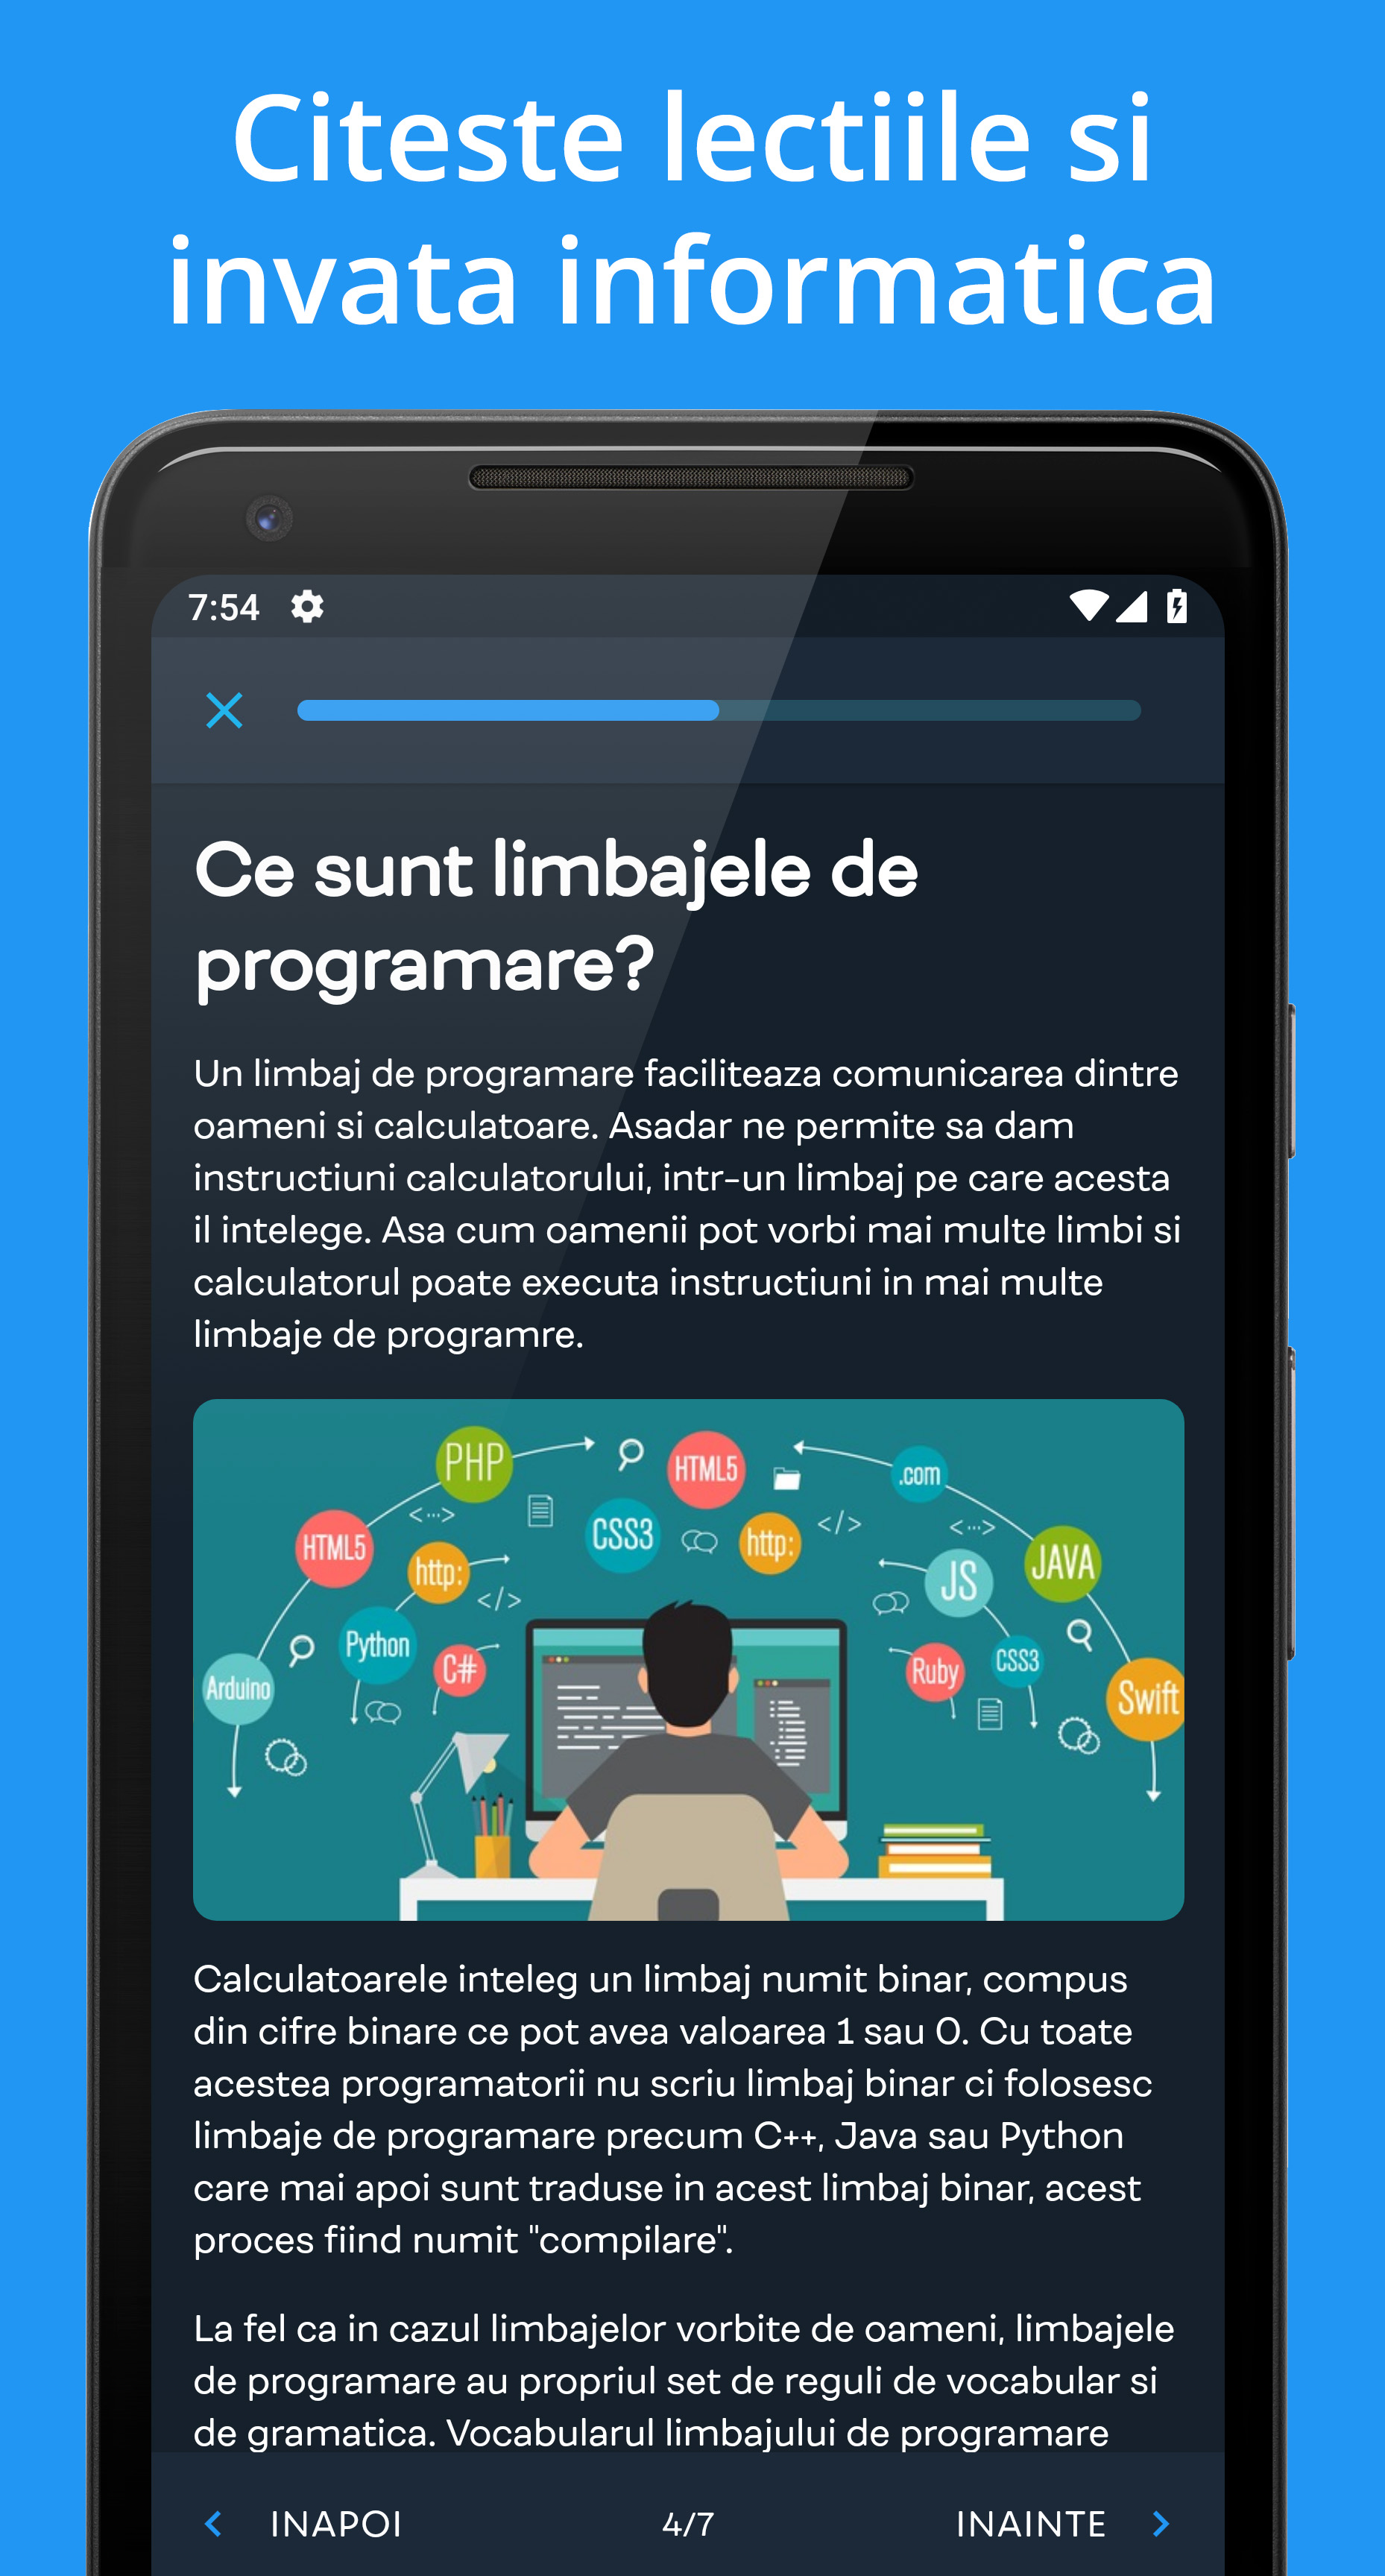 Citeste lectiile si
invata informatica
7:54
Ce sunt limbajele de
programare?
Un limbaj de programare faciliteaza comunicarea dintre
oameni si calculatoare. Asadar ne permite sa dam
instructiuni calculatorului, intr-un limbaj pe care acesta
il intelege. Asa cum oamenii pot vorbi mai multe limbi si
calculatorul poate executa instructiuni in mai multe
limbaje de programre.
PHP
HTML5
.com
HTML5
CSS3
http:
http:
JS
JAVA
Python
C#
Ruby
CSS3
Arduino
Swift
Calculatoarele inteleg un limbaj numit binar, compus
din cifre binare ce pot avea valoarea 1 sau 0. Cu toate
acestea programatorii nu scriu limbaj binar ci folosesc
limbaje de programare precum C++, Java sau Python
care mai apoi sunt traduse in acest limbaj binar, acest
proces fiind numit "compilare".
La fel ca in cazul limbajelor vorbite de oameni, limbajele
de programare au propriul set de reguli de vocabular si
de gramatica. Vocabularul limbajului de programare
INAPOI
4/7
INAINTE